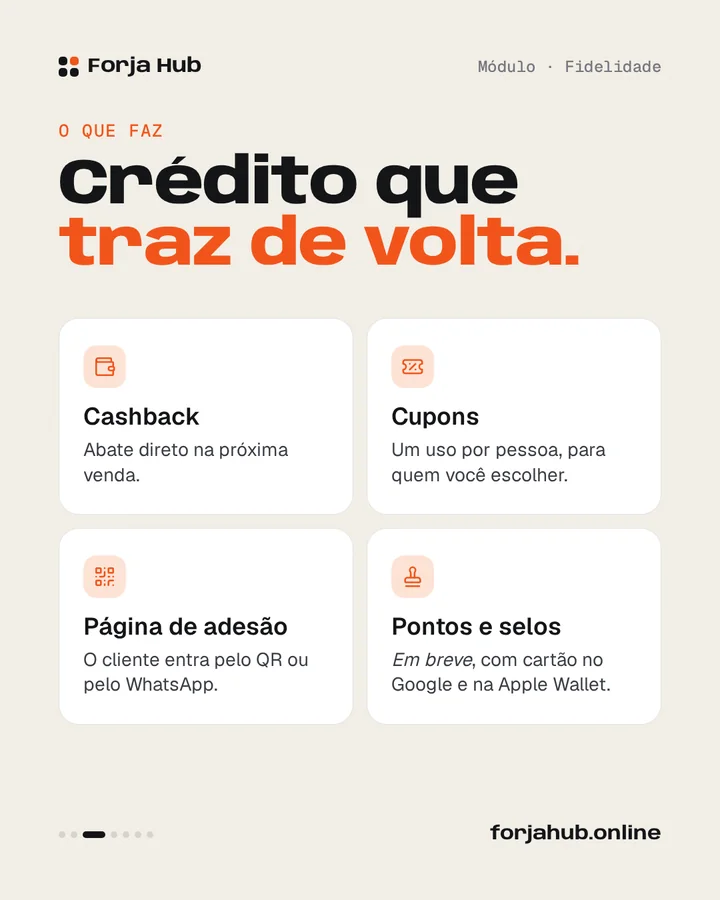 Forja Hub
Módulo · Fidelidade
O QUE FAZ
Crédito que
traz de volta.
Cashback
Abate direto na próxima
venda.
Cupons
Um uso por pessoa, para
quem você escolher.
Página de adesão
O cliente entra pelo QR ou
pelo WhatsApp.
Pontos e selos
Em breve, com cartão no
Google e na Apple Wallet.
forjahub.online